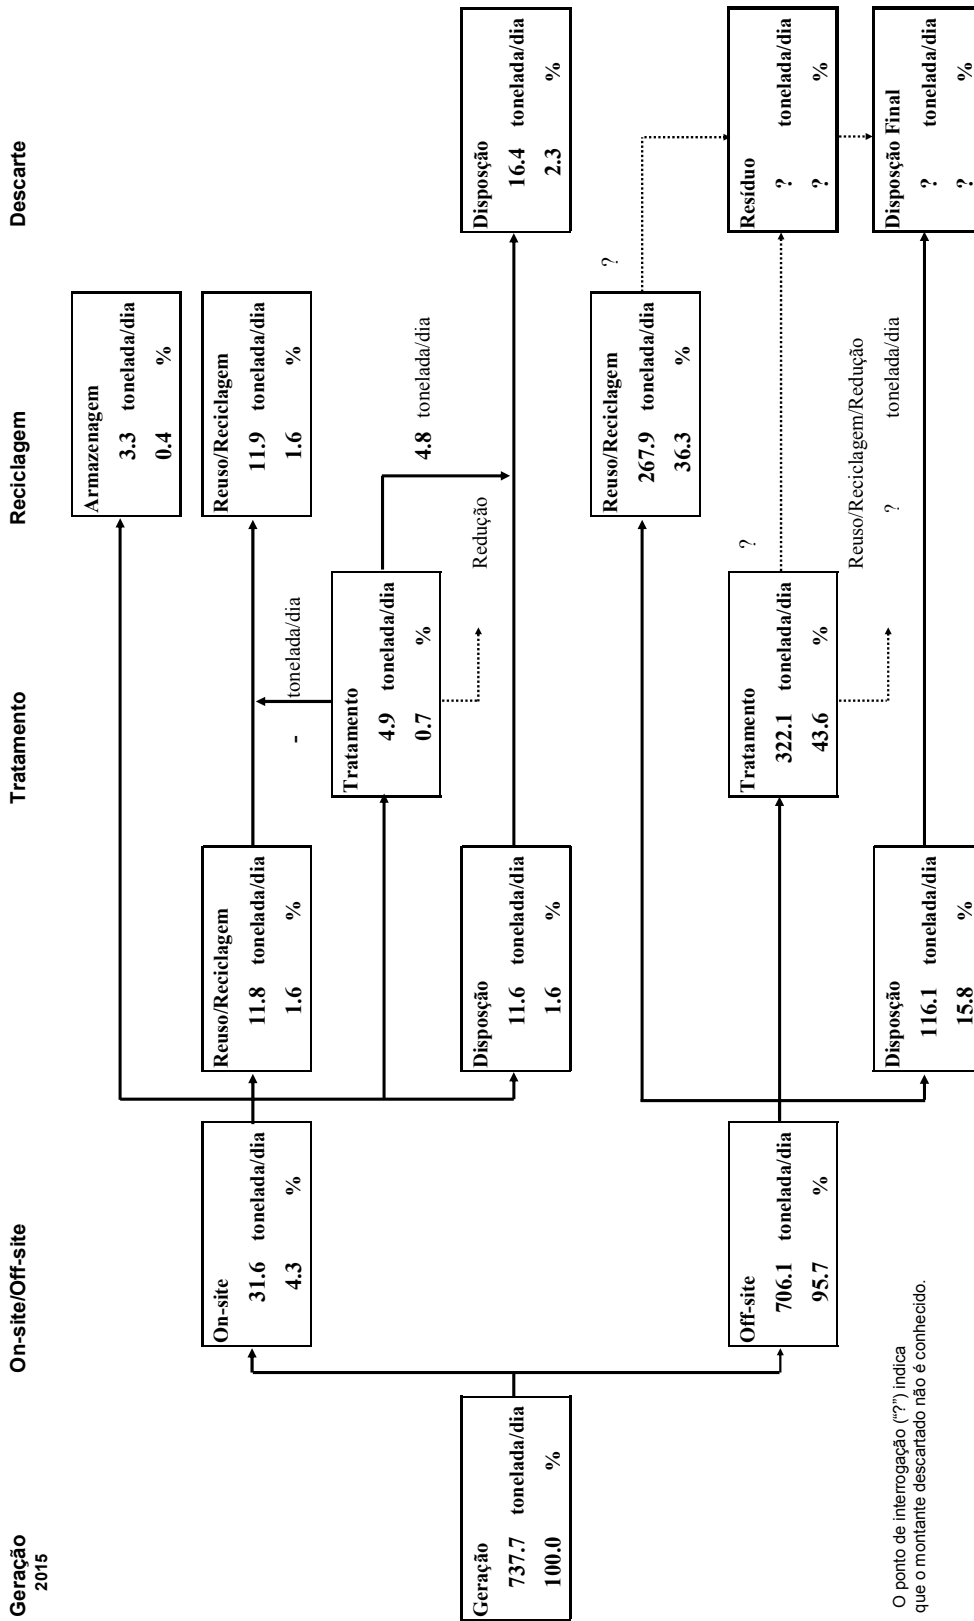 Geração
2015
On-site/Off-site
Tratamento
Reciclagem
Descarte
Geração
737.7 tonelada/dia
100.0 %
On-site
31.6 tonelada/dia
4.3 %
Off-site
706.1 tonelada/dia
95.7 %
Reuso/Reciclagem
11.8 tonelada/dia
1.6 %
Disposção
11.6 tonelada/dia
1.6 %
Disposção
116.1 tonelada/dia
15.8 %
- tonelada/dia
Tratamento
4.9 tonelada/dia
0.7 %
Tratamento
322.1 tonelada/dia
43.6 %
?
Armazenagem
3.3 tonelada/dia
0.4 %
Reuso/Reciclagem
11.9 tonelada/dia
1.6 %
4.8 tonelada/dia
Redução
Reuso/Reciclagem
267.9 tonelada/dia
36.3 %
?
Reuso/Reciclagem/Redução
? tonelada/dia
Disposção
16.4 tonelada/dia
2.3 %
Resíduo
? tonelada/dia
? %
Disposção Final
? tonelada/dia
? %
O ponto de interrogação (“?”) indica
que o montante descartado não é conhecido.